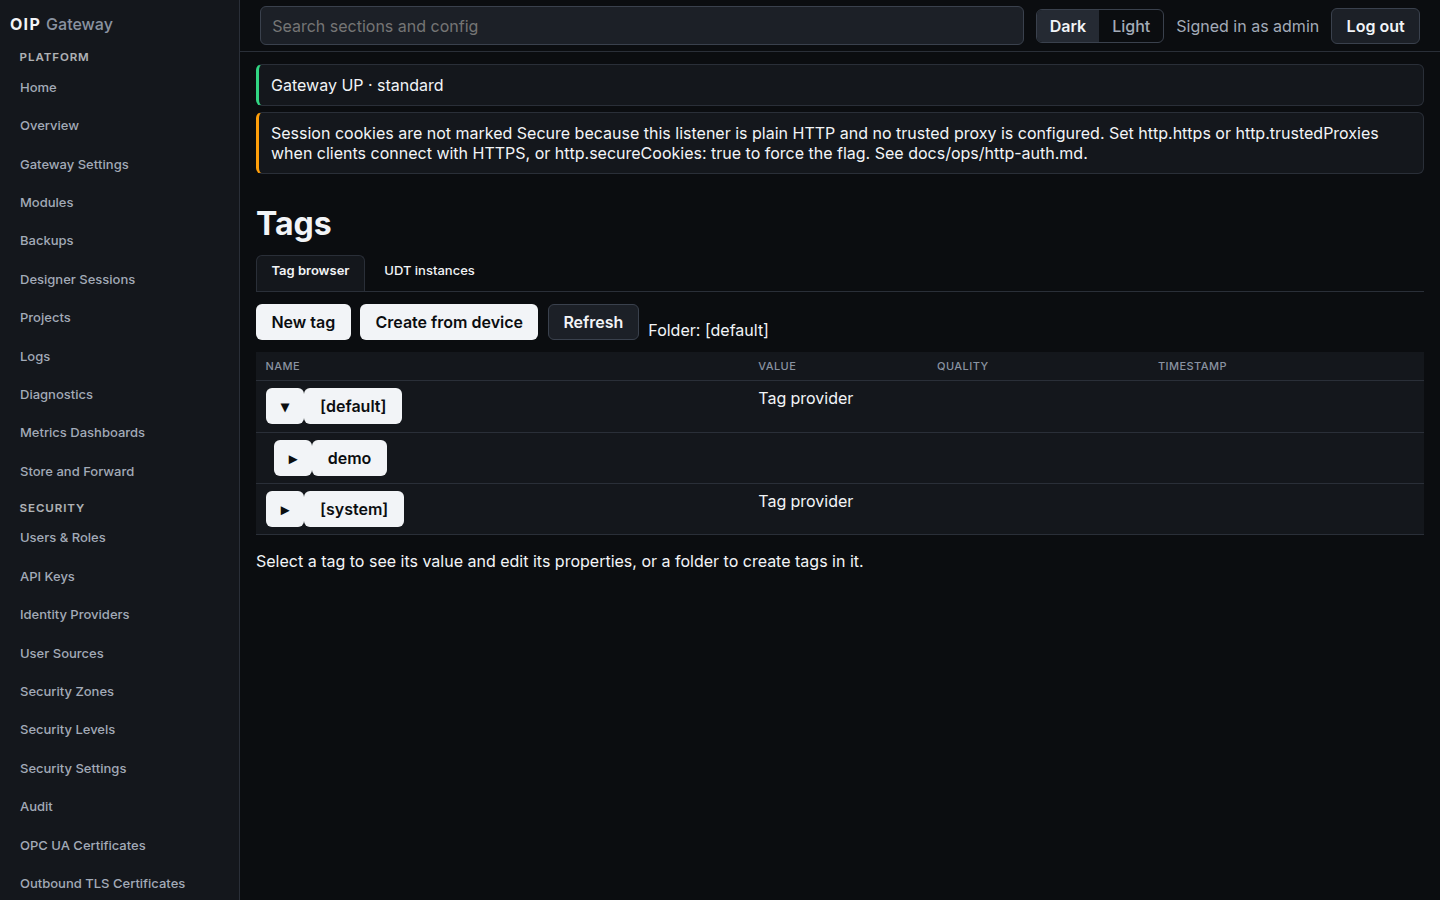 OIP Gateway
PLATFORM
Home
Overview
Gateway Settings
Modules
Backups
Designer Sessions
Projects
Logs
Diagnostics
Metrics Dashboards
Store and Forward
SECURITY
Users & Roles
API Keys
Identity Providers
User Sources
Security Zones
Security Levels
Security Settings
Audit
OPC UA Certificates
Outbound TLS Certificates
Search sections and config
Dark Light Signed in as admin Log out
Gateway UP · standard
Session cookies are not marked Secure because this listener is plain HTTP and no trusted proxy is configured. Set http.https or http.trustedProxies
when clients connect with HTTPS, or http.secureCookies: true to force the flag. See docs/ops/http-auth.md.
Tags
Tag browser UDT instances
New tag Create from device Refresh Folder: [default]
NAME VALUE QUALITY TIMESTAMP
▼ [default] Tag provider
► demo
► [system] Tag provider
Select a tag to see its value and edit its properties, or a folder to create tags in it.